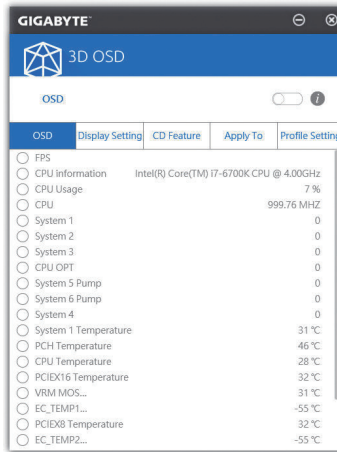 GIGABYTE™
3D OSD
OSD
OSD Display Setting CD Feature Apply To Profile Setting
FPS
CPU information Intel(R) Core(TM) i7-6700K CPU @ 4.00GHz
CPU Usage 7 %
CPU 999.76 MHZ
System 1 0
System 2 0
System 3 0
CPU OPT 0
System 5 Pump 0
System 6 Pump 0
System 4 0
System 1 Temperature 31 °C
PCH Temperature 46 °C
CPU Temperature 28 °C
PCIEX16 Temperature 32 °C
VRM MOS... 31 °C
EC_TEMP1... -55 °C
PCIEX8 Temperature 32 °C
EC_TEMP2... -55 °C